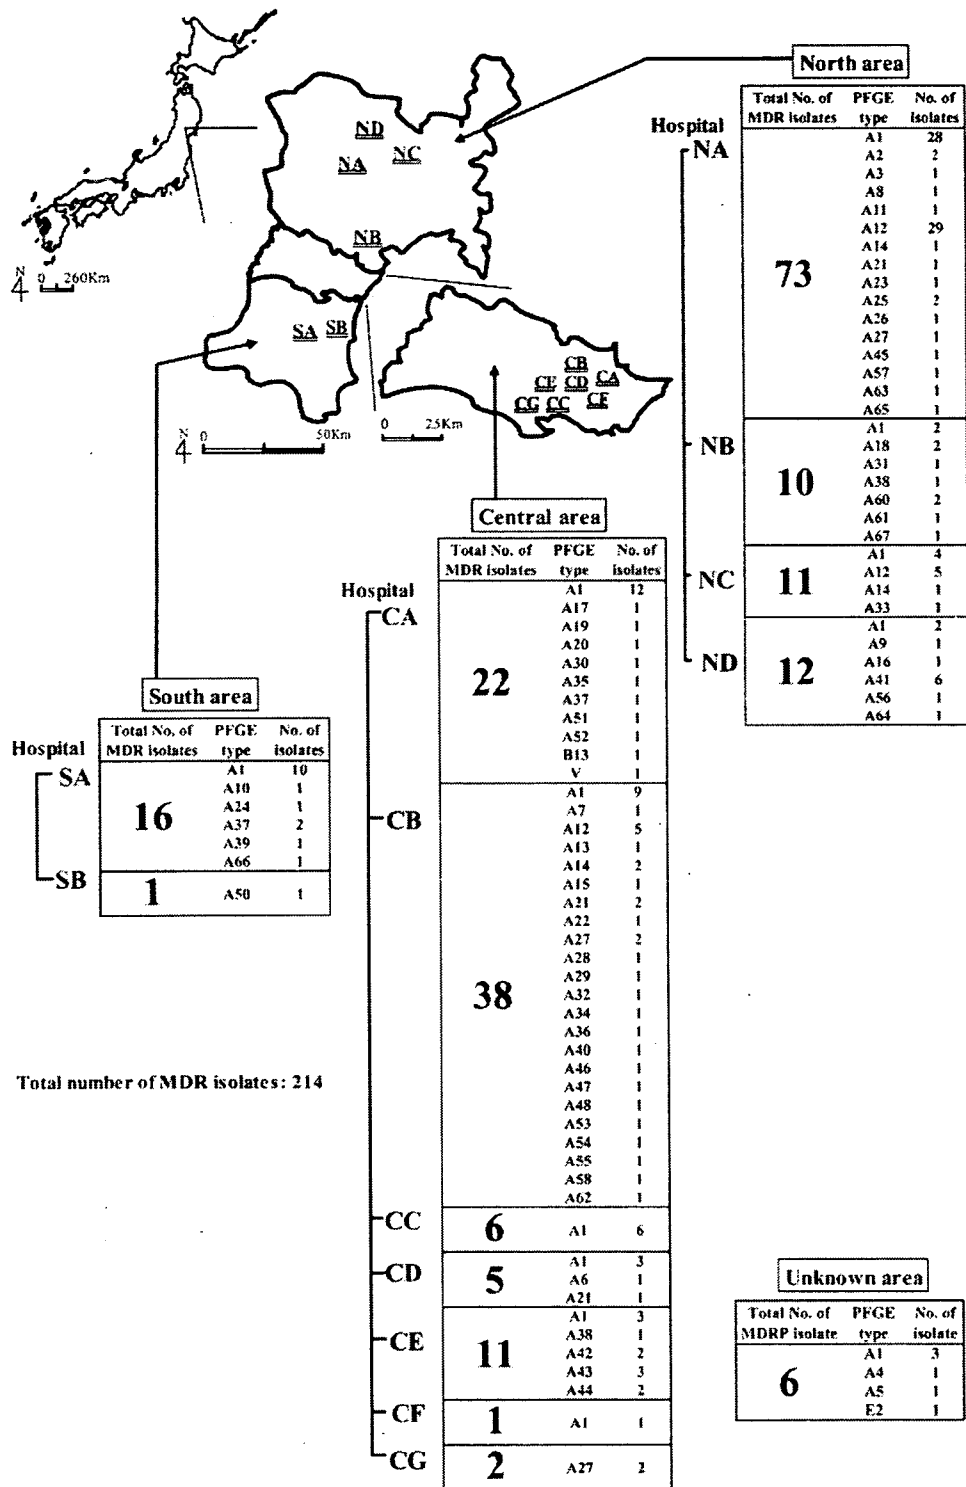 North area
Hospital
Total No. of MDR isolates PFGE type No. of isolates
NA
73
A1 28
A2 2
A3 1
A8 1
A11 1
A12 29
A14 1
A21 1
A23 1
A25 2
A26 1
A27 1
A45 1
A57 1
A63 1
A65 1
NB
10
A1 2
A18 2
A31 1
A38 1
A60 2
A61 1
A67 1
NC
11
A1 4
A12 5
A14 1
A33 1
ND
12
A1 2
A9 1
A16 1
A41 6
A56 1
A64 1
ND
NA NC
NB
SA SB
CB
CE CD CA
CG CC CF
N
0 260Km
N
0 50Km
0 25Km
Central area
Hospital
Total No. of MDR isolates PFGE type No. of isolates
CA
22
A1 12
A17 1
A19 1
A20 1
A30 1
A35 1
A37 1
A51 1
A52 1
B13 1
V 1
CB
38
A1 9
A7 1
A12 5
A13 1
A14 2
A15 1
A21 2
A22 1
A27 2
A28 1
A29 1
A32 1
A34 1
A36 1
A40 1
A46 1
A47 1
A48 1
A53 1
A54 1
A55 1
A58 1
A62 1
CC
6
A1 6
CD
5
A1 3
A6 1
A21 1
CE
11
A1 3
A38 1
A42 2
A43 3
A44 2
CF
1
A1 1
CG
2
A27 2
South area
Hospital
Total No. of MDR isolates PFGE type No. of isolates
SA
16
A1 10
A10 1
A24 1
A37 2
A39 1
A66 1
SB
1
A50 1
Total number of MDR isolates: 214
Unknown area
Total No. of MDRP isolate PFGE type No. of isolate
6
A1 3
A4 1
A5 1
E2 1